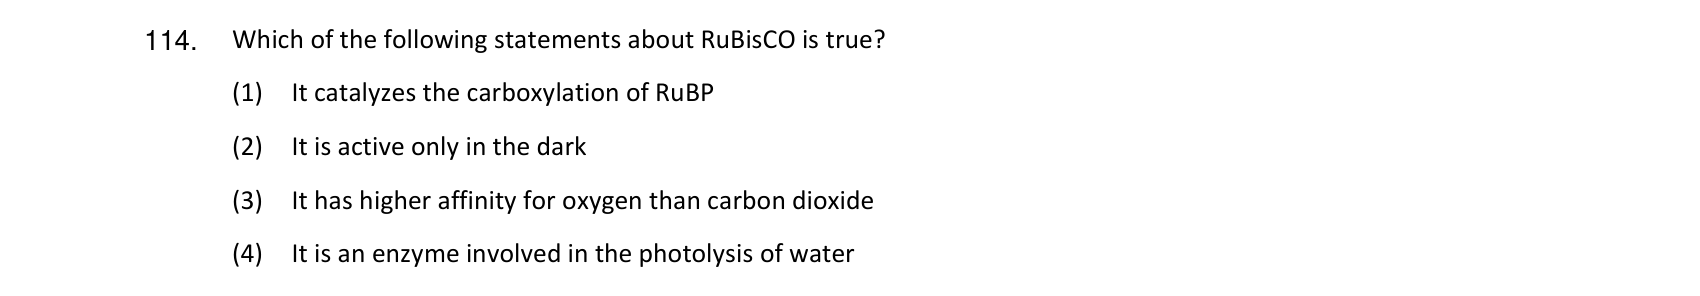 114. Which of the following statements about RuBisCO is true?
(1) It catalyzes the carboxylation of RuBP
(2) It is active only in the dark
(3) It has higher affinity for oxygen than carbon dioxide
(4) It is an enzyme involved in the photolysis of water